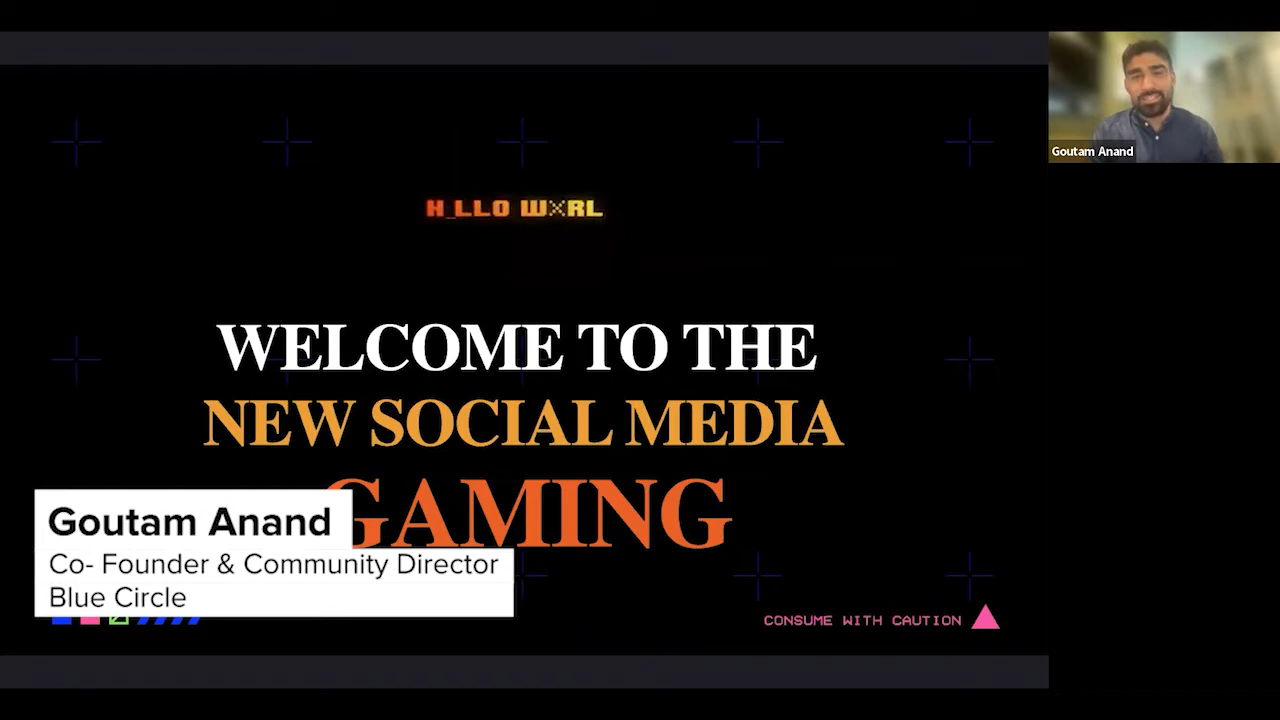 Goutam Anand
H_LLO WXRL
WELCOME TO THE
NEW SOCIAL MEDIA
GAMING
Goutam Anand
Co- Founder & Community Director
Blue Circle
CONSUME WITH CAUTION